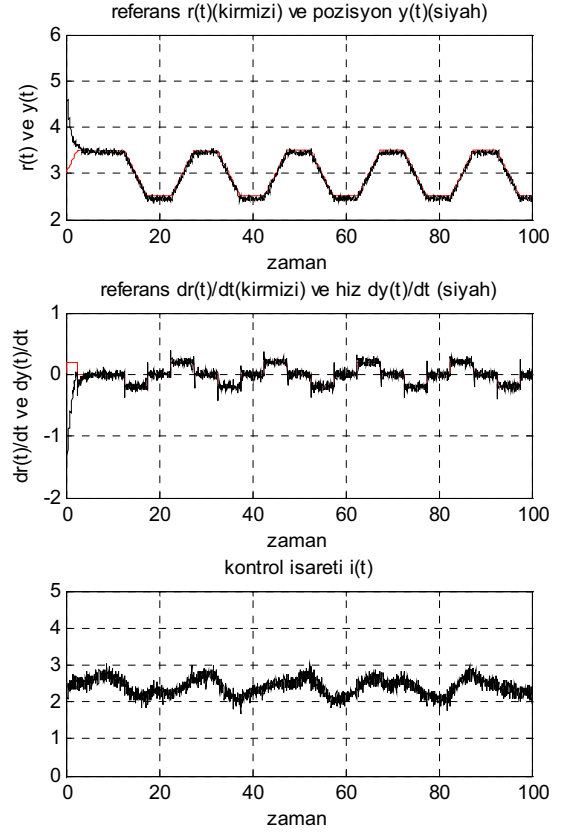 referans r(t)(kirmizi) ve pozisyon y(t)(siyah)
r(t) ve y(t)
6
5
4
3
2
0 20 40 60 80 100
zaman
referans dr(t)/dt(kirmizi) ve hiz dy(t)/dt (siyah)
dr(t)/dt ve dy(t)/dt
1
0
-1
-2
0 20 40 60 80 100
zaman
kontrol isareti i(t)
5
4
3
2
1
0
0 20 40 60 80 100
zaman